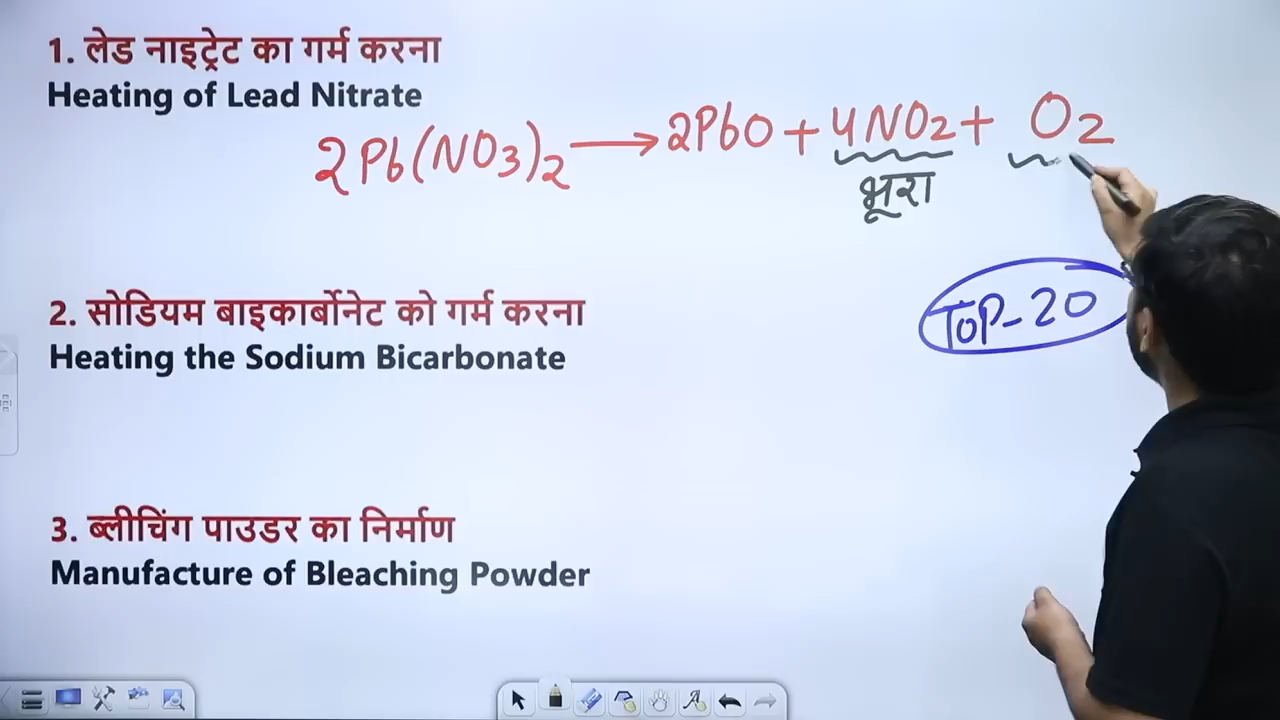 1. लेड नाइट्रेट का गर्म करना
Heating of Lead Nitrate
2Pb(NO3)2 → 2PbO + 4NO2 + O2
भूरा
2. सोडियम बाइकार्बोनेट को गर्म करना
Heating the Sodium Bicarbonate
TOP-20
3. ब्लीचिंग पाउडर का निर्माण
Manufacture of Bleaching Powder